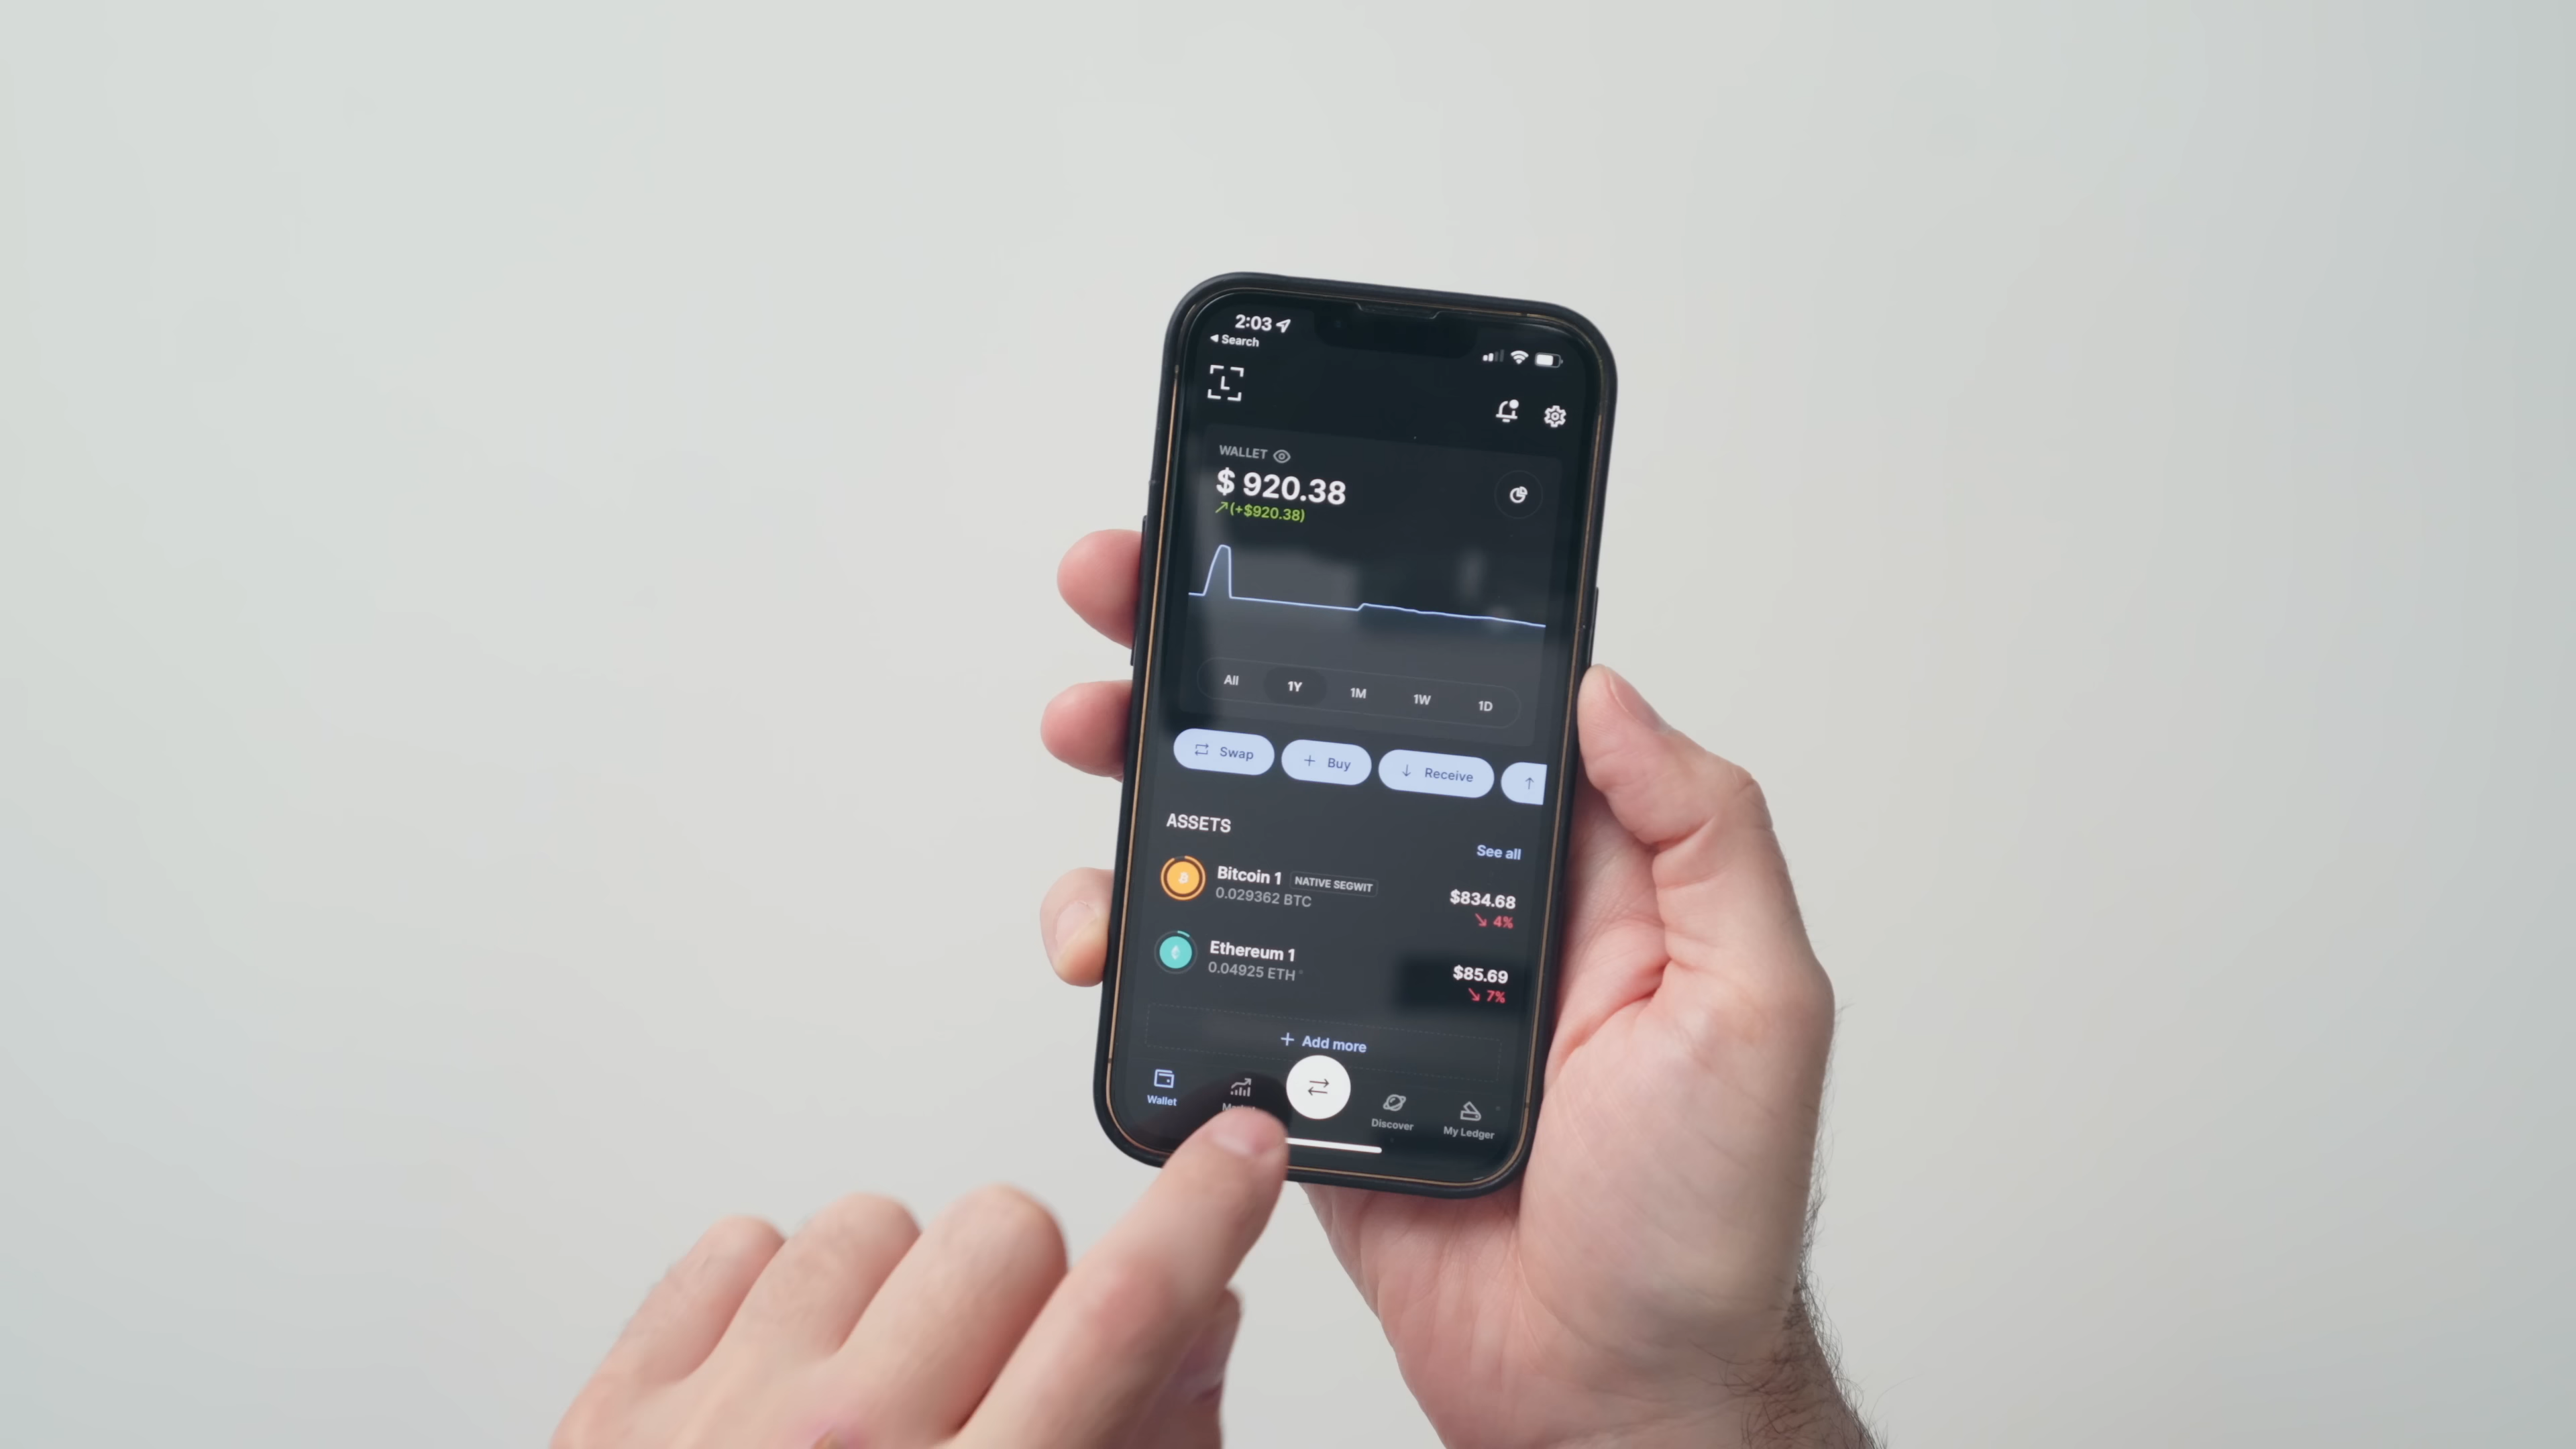 2:03
Search
L
WALLET
$ 920.38
(+$920.38)
All 1Y 1M 1W 1D
Swap Buy Receive
ASSETS
See all
Bitcoin 1 NATIVE SEGWIT
0.029362 BTC
$834.68
4%
Ethereum 1
0.04925 ETH
$85.69
7%
+ Add more
Wallet Discover My Ledger